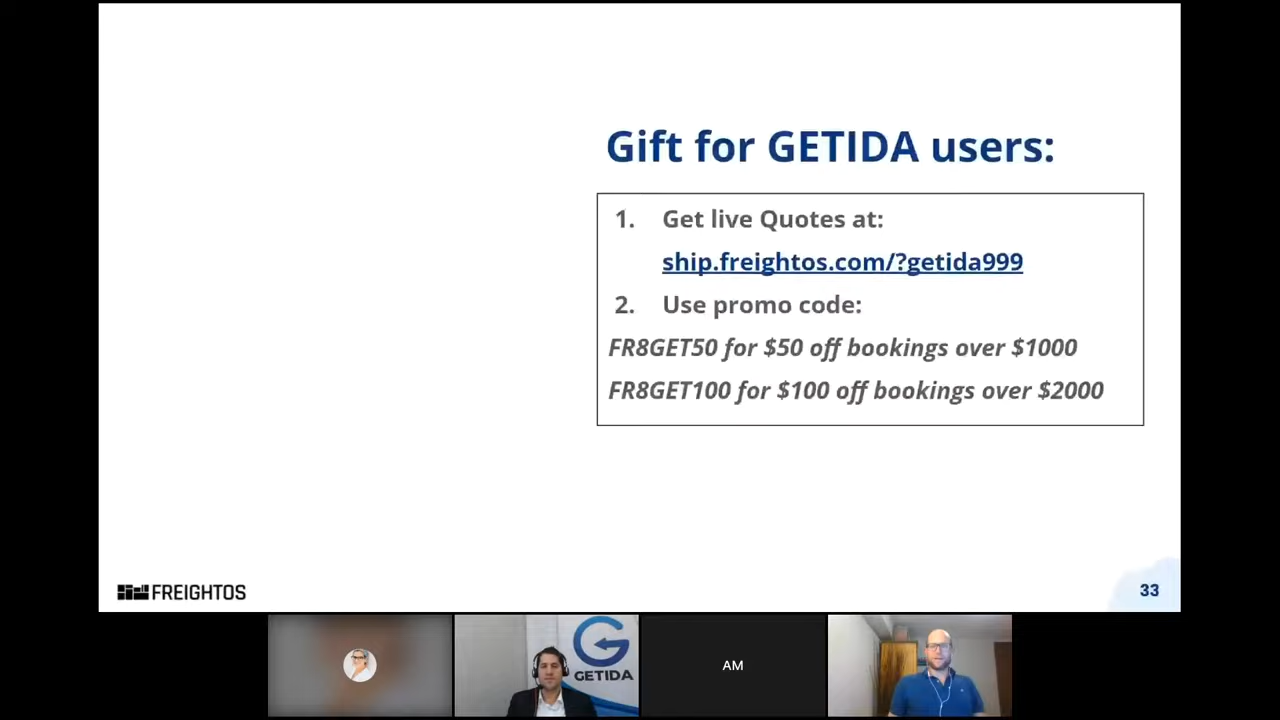 Gift for GETIDA users:
1. Get live Quotes at:
ship.freightos.com/?getida999
2. Use promo code:
FR8GET50 for $50 off bookings over $1000
FR8GET100 for $100 off bookings over $2000
FREIGHTOS
33
G
GETIDA
AM